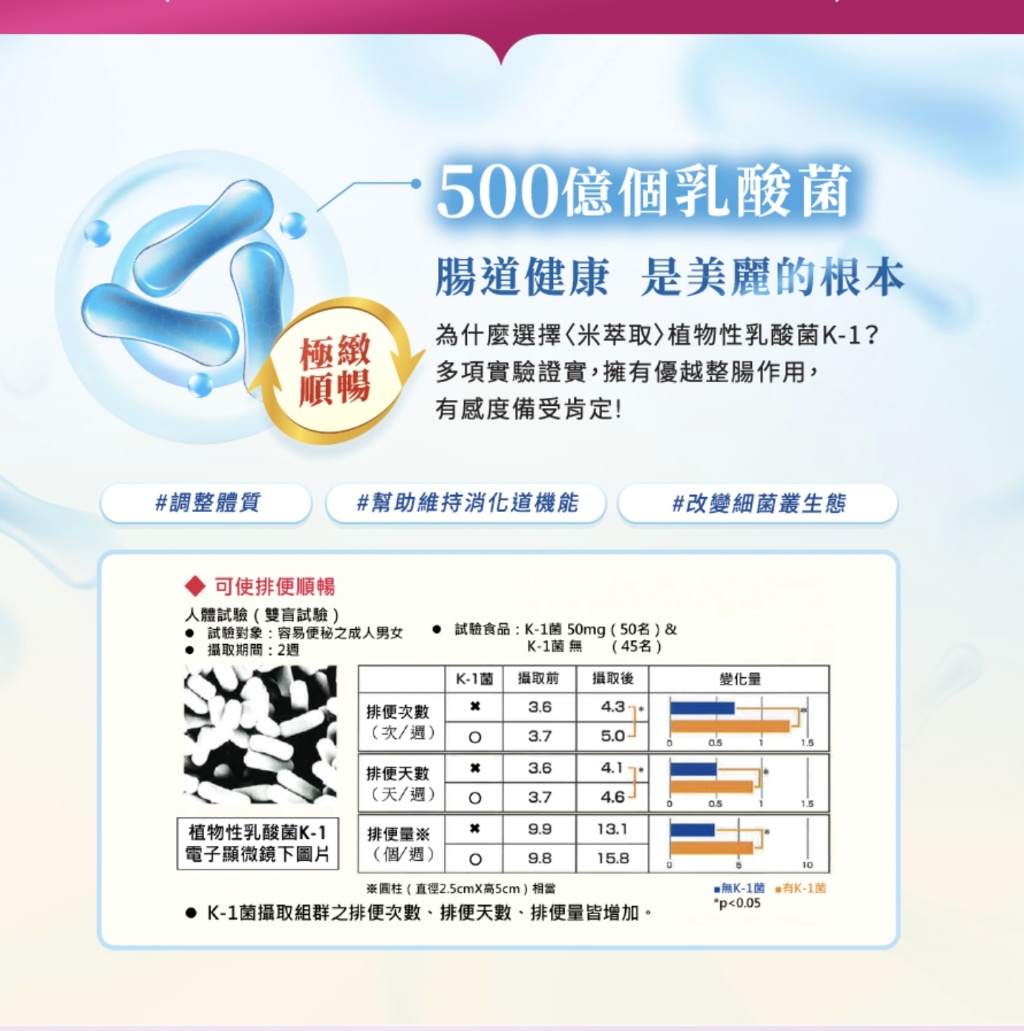 500億個乳酸菌
腸道健康 是美麗的根本
為什麼選擇〈米萃取〉植物性乳酸菌K-1?
多項實驗證實,擁有優越整腸作用,
有感度備受肯定!
極緻
順暢
#調整體質
#幫助維持消化道機能
#改變細菌叢生態
◆ 可使排便順暢
人體試驗(雙盲試驗)
● 試驗對象:容易便秘之成人男女
● 攝取期間:2週
● 試驗食品:K-1菌 50mg(50名)&
K-1菌 無 (45名)
K-1菌 攝取前 攝取後 變化量
排便次數
(次/週)
✖ 3.6 4.3 *
○ 3.7 5.0
*
0 0.5 1 1.5
排便天數
(天/週)
✖ 3.6 4.1 *
○ 3.7 4.6
*
0 0.5 1 1.5
排便量※
(個/週)
✖ 9.9 13.1
○ 9.8 15.8
*
0 5 10
植物性乳酸菌K-1
電子顯微鏡下圖片
※圓柱(直徑2.5cmX高5cm)相當
■無K-1菌 ■有K-1菌
*p<0.05
● K-1菌攝取組群之排便次數、排便天數、排便量皆增加。